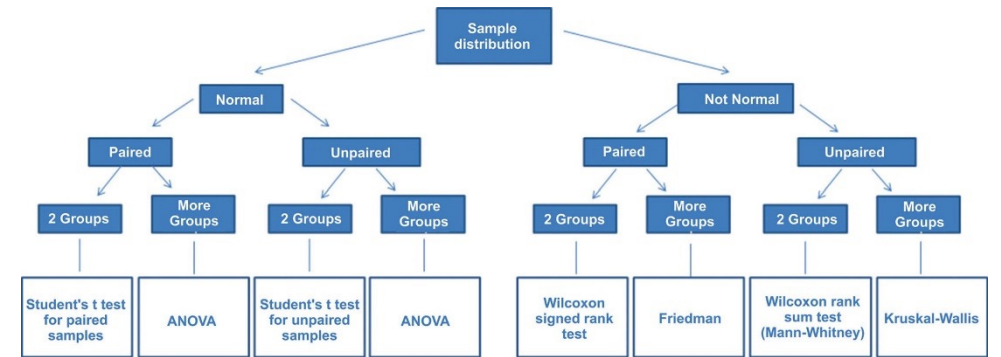 Sample
distribution
Normal
Not Normal
Paired
Unpaired
Paired
Unpaired
2 Groups
More
Groups
2 Groups
More
Groups
2 Groups
More
Groups
2 Groups
More
Groups
Student's t test
for paired
samples
ANOVA
Student's t test
for unpaired
samples
ANOVA
Wilcoxon
signed rank
test
Friedman
Wilcoxon rank
sum test
(Mann-Whitney)
Kruskal-Wallis